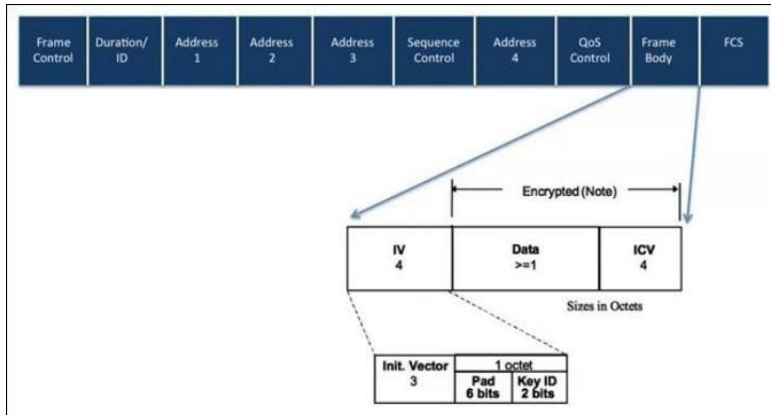 Frame Control
Duration/ ID
Address 1
Address 2
Address 3
Sequence Control
Address 4
QoS Control
Frame Body
FCS
Encrypted (Note)
IV
4
Data
>=1
ICV
4
Sizes in Octets
Init. Vector
3
1 octet
Pad
6 bits
Key ID
2 bits